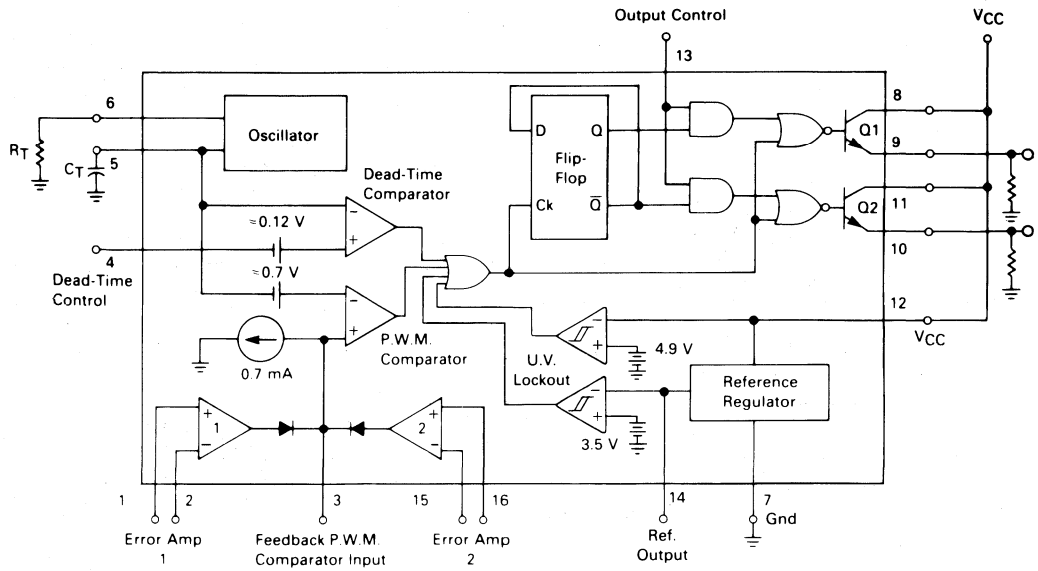 Output Control
VCC
13
6
8
RT
CT
5
Oscillator
D
Q
Flip-
Flop
Ck
Q̅
Q1
9
Dead-Time
Comparator
−
+
≈0.12 V
Q2
11
10
4
Dead-Time
Control
≈0.7 V
−
+
P.W.M.
Comparator
0.7 mA
12
VCC
−
+
4.9 V
U.V.
Lockout
−
+
3.5 V
Reference
Regulator
+
1
−
+
2
−
1
2
3
15
16
14
7
Gnd
Error Amp
1
Feedback P.W.M.
Comparator Input
Error Amp
2
Ref.
Output